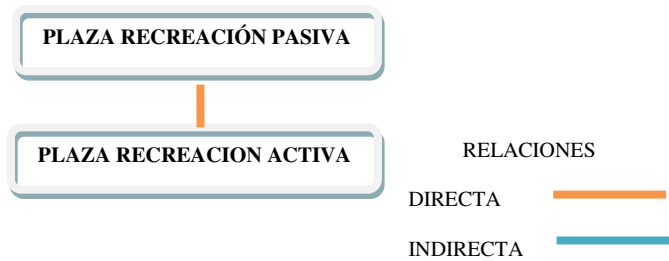 PLAZA RECREACIÓN PASIVA
PLAZA RECREACION ACTIVA
RELACIONES
DIRECTA
INDIRECTA